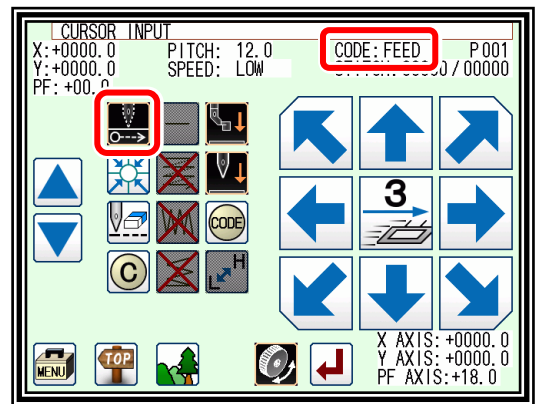 CURSOR INPUT
X:+0000.0 PITCH: 12.0 CODE:FEED P001
Y:+0000.0 SPEED: LOW 00000
PF:+00.0
3
CODE
C
H
L
X AXIS:+0000.0
Y AXIS:+0000.0
PF AXIS:+18.0
MENU
TOP